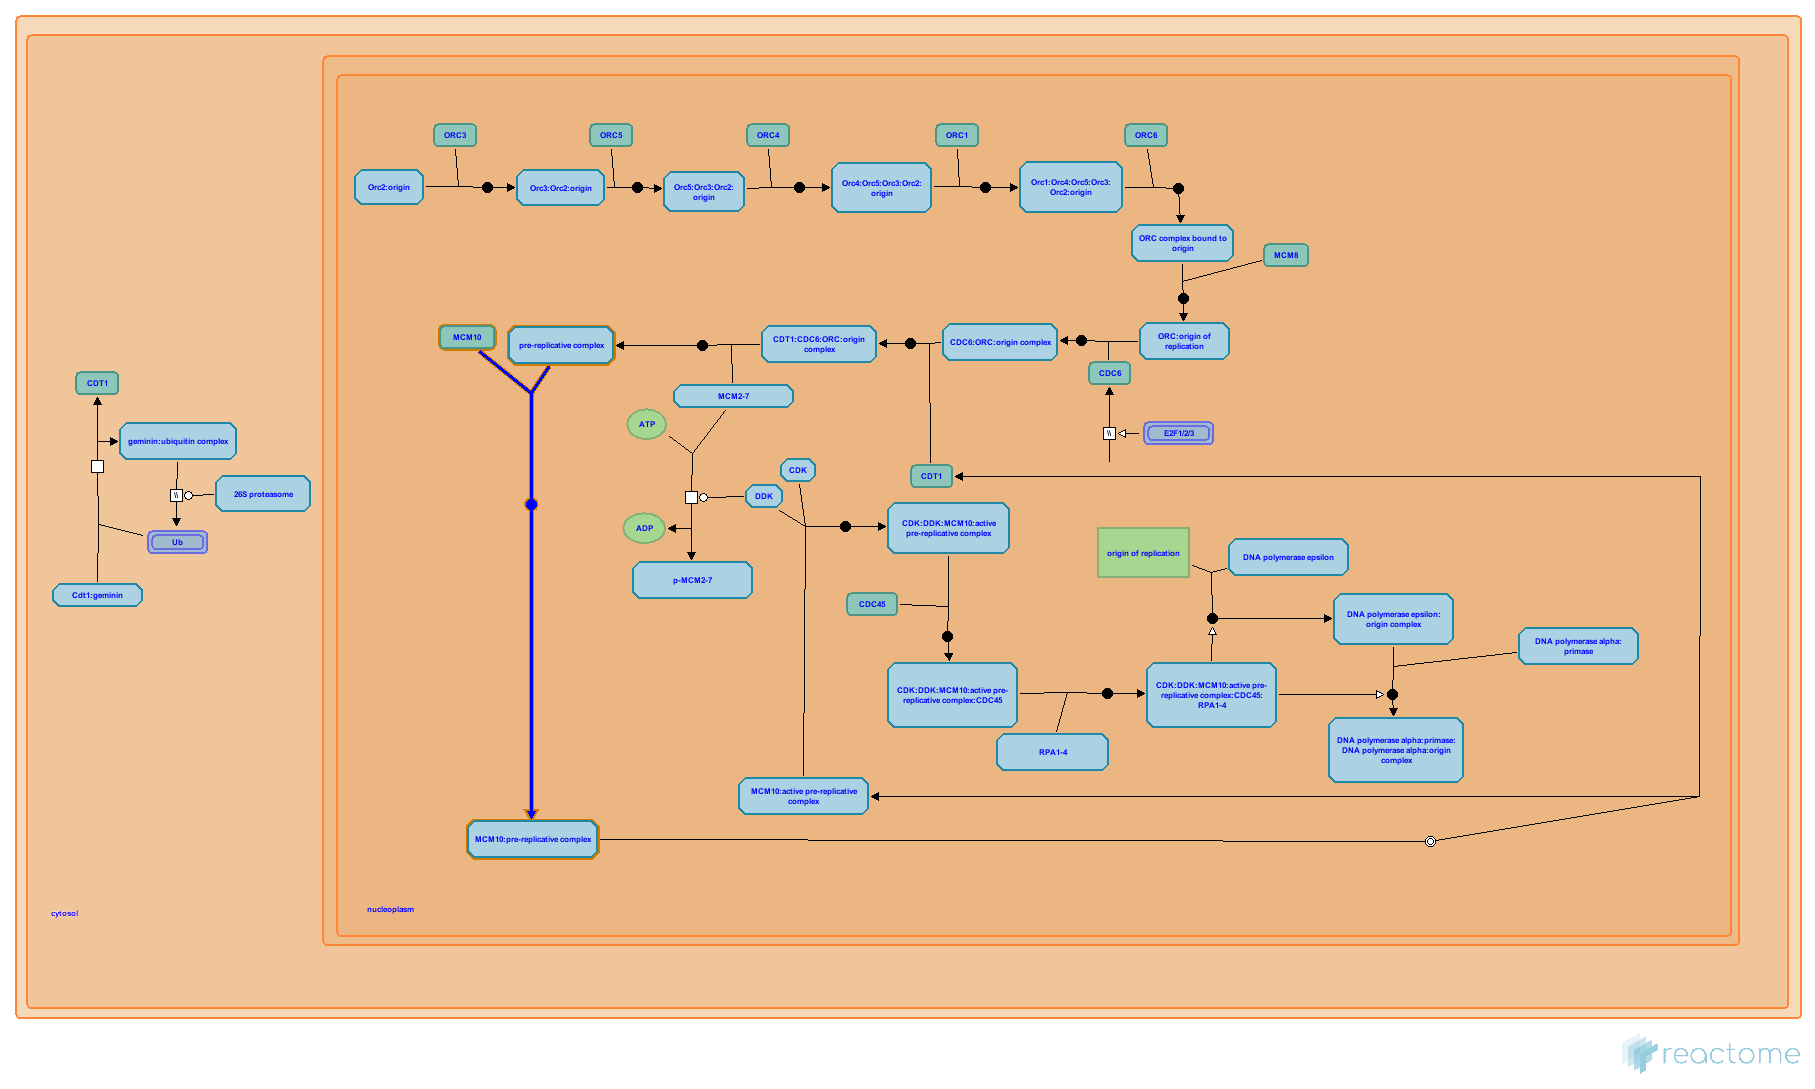 ORC3
ORC5
ORC4
ORC1
ORC6
Orc2:origin
Orc3:Orc2:origin
Orc5:Orc3:Orc2:
origin
Orc4:Orc5:Orc3:Orc2:
origin
Orc1:Orc4:Orc5:Orc3:
Orc2:origin
ORC complex bound to
origin
MCM8
MCM10
pre-replicative complex
CDT1:CDC6:ORC:origin
complex
CDC6:ORC:origin complex
ORC:origin of
replication
CDC6
CDT1
MCM2-7
ATP
E2F1/2/3
geminin:ubiquitin complex
CDK
CDT1
26S proteasome
DDK
ADP
CDK:DDK:MCM10:active
pre-replicative complex
Ub
origin of replication
DNA polymerase epsilon
p-MCM2-7
Cdt1:geminin
CDC45
DNA polymerase epsilon:
origin complex
DNA polymerase alpha:
primase
CDK:DDK:MCM10:active pre-
replicative complex:CDC45
CDK:DDK:MCM10:active pre-
replicative complex:CDC45:
RPA1-4
RPA1-4
DNA polymerase alpha:primase:
DNA polymerase alpha:origin
complex
MCM10:active pre-replicative
complex
MCM10:pre-replicative complex
cytosol
nucleoplasm
reactome